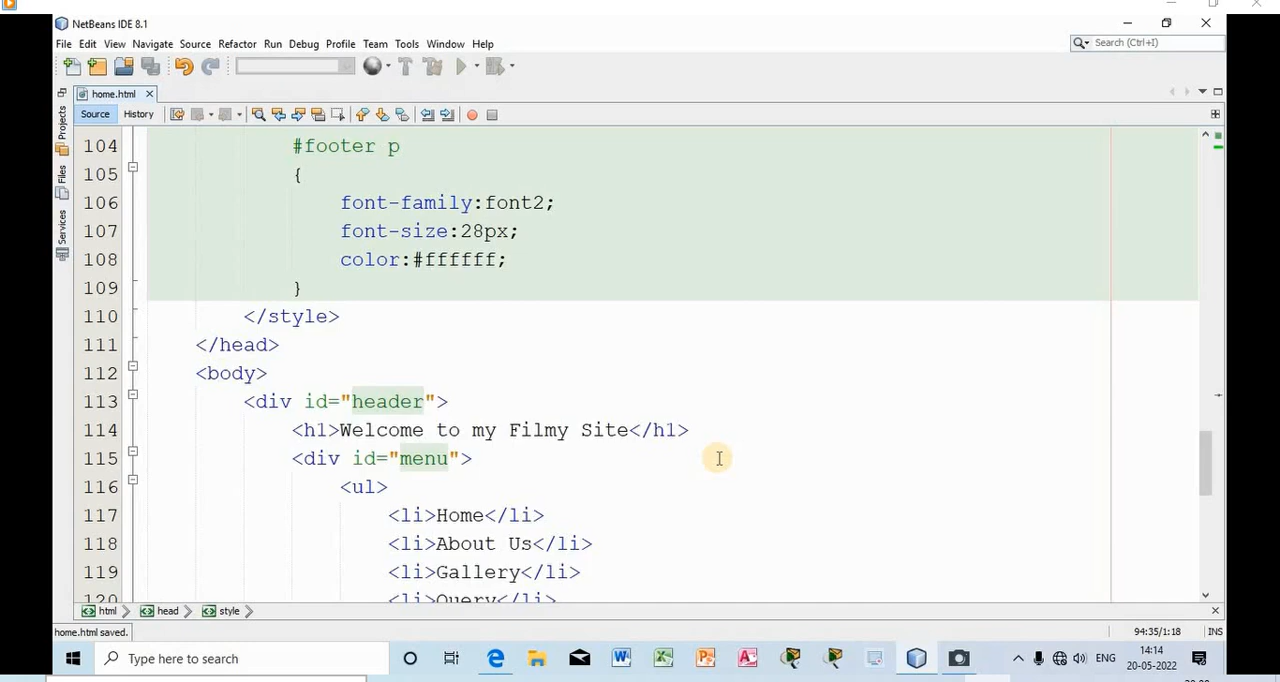 NetBeans IDE 8.1
File Edit View Navigate Source Refactor Run Debug Profile Team Tools Window Help
Search (Ctrl+I)
home.html
Source History
Projects
Files
Services
104 #footer p
105 {
106 font-family:font2;
107 font-size:28px;
108 color:#ffffff;
109 }
110 </style>
111 </head>
112 <body>
113 <div id="header">
114 <h1>Welcome to my Filmy Site</h1>
115 <div id="menu">
116 <ul>
117 <li>Home</li>
118 <li>About Us</li>
119 <li>Gallery</li>
120 <li>Query</li>
html head style
home.html saved.
94:35/1:18 INS
Type here to search
ENG
14:14
20-05-2022